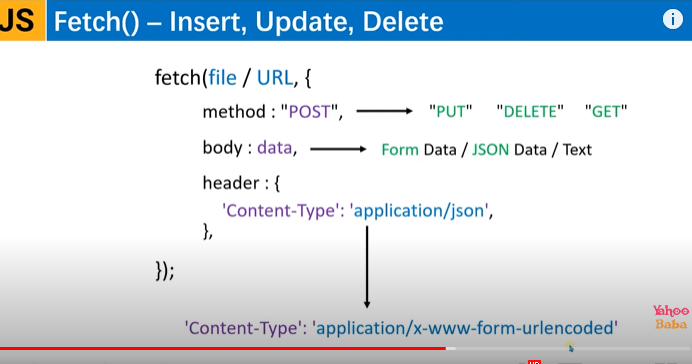 JS Fetch() – Insert, Update, Delete
fetch(file / URL, {
method : "POST", "PUT" "DELETE" "GET"
body : data, Form Data / JSON Data / Text
header : {
'Content-Type': 'application/json',
},
});
Yahoo
Baba
'Content-Type': 'application/x-www-form-urlencoded'